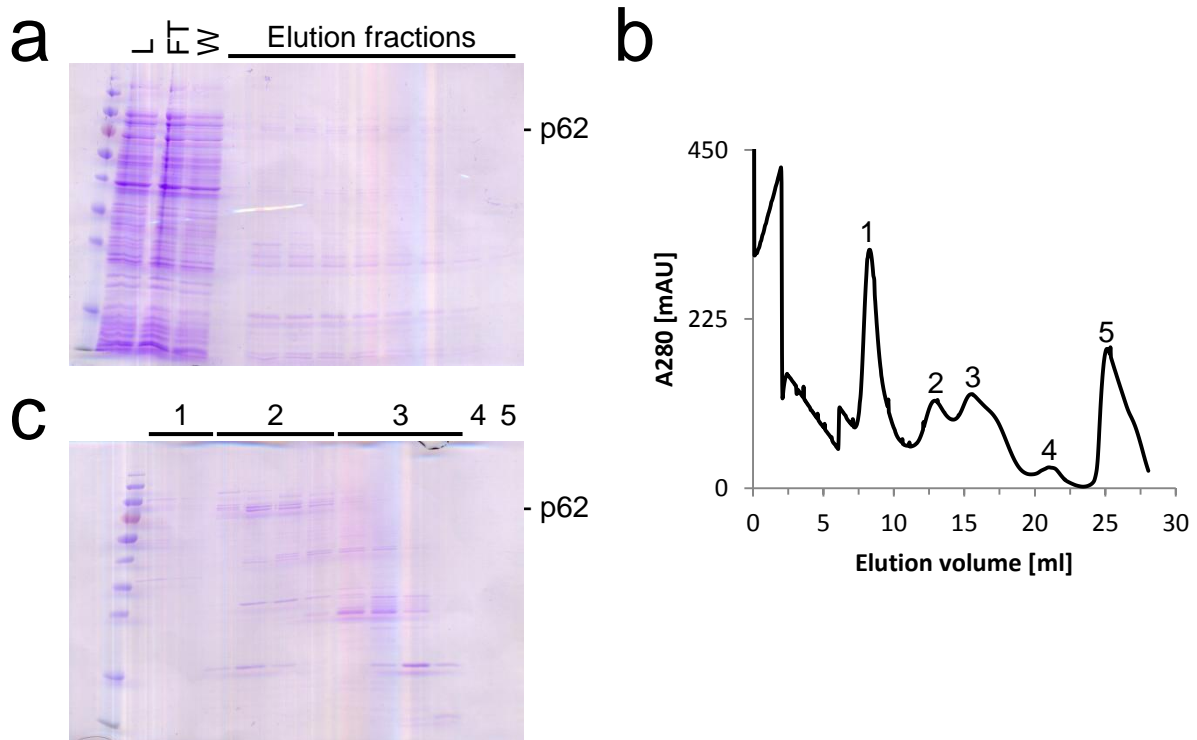 a
L
FT
W
Elution fractions
- p62
b
450
225
0
A280 [mAU]
1
2
3
4
5
0 5 10 15 20 25 30
Elution volume [ml]
c
1 2 3 4 5
- p62